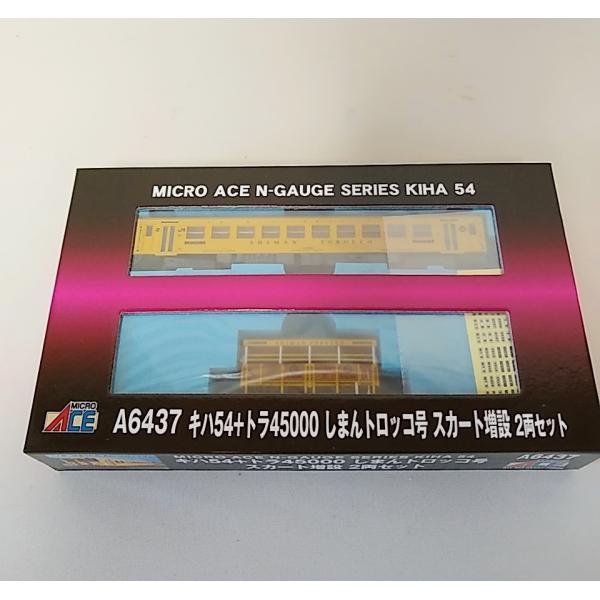 MICRO ACE N-GAUGE SERIES KIHA 54
SHIMAN TOROCCO
MICRO
ACE
A6437 キハ54+トラ45000 しまんトロッコ号 スカート増設 2両セット
MICRO ACE N-GAUGE SERIES KIHA 54
キハ54+トラ45000 しまんトロッコ号
スカート増設 2両セット
A6437